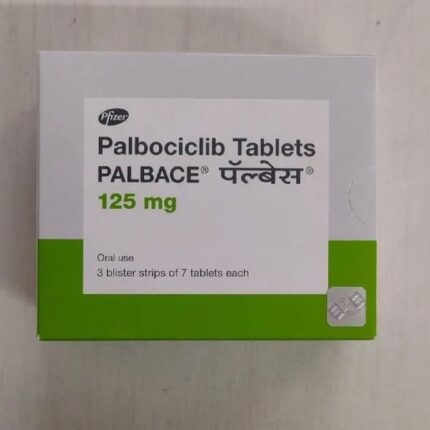 Pfizer
Palbociclib Tablets
PALBACE® पॅल्बेस®
125 mg
Oral use
3 blister strips of 7 tablets each